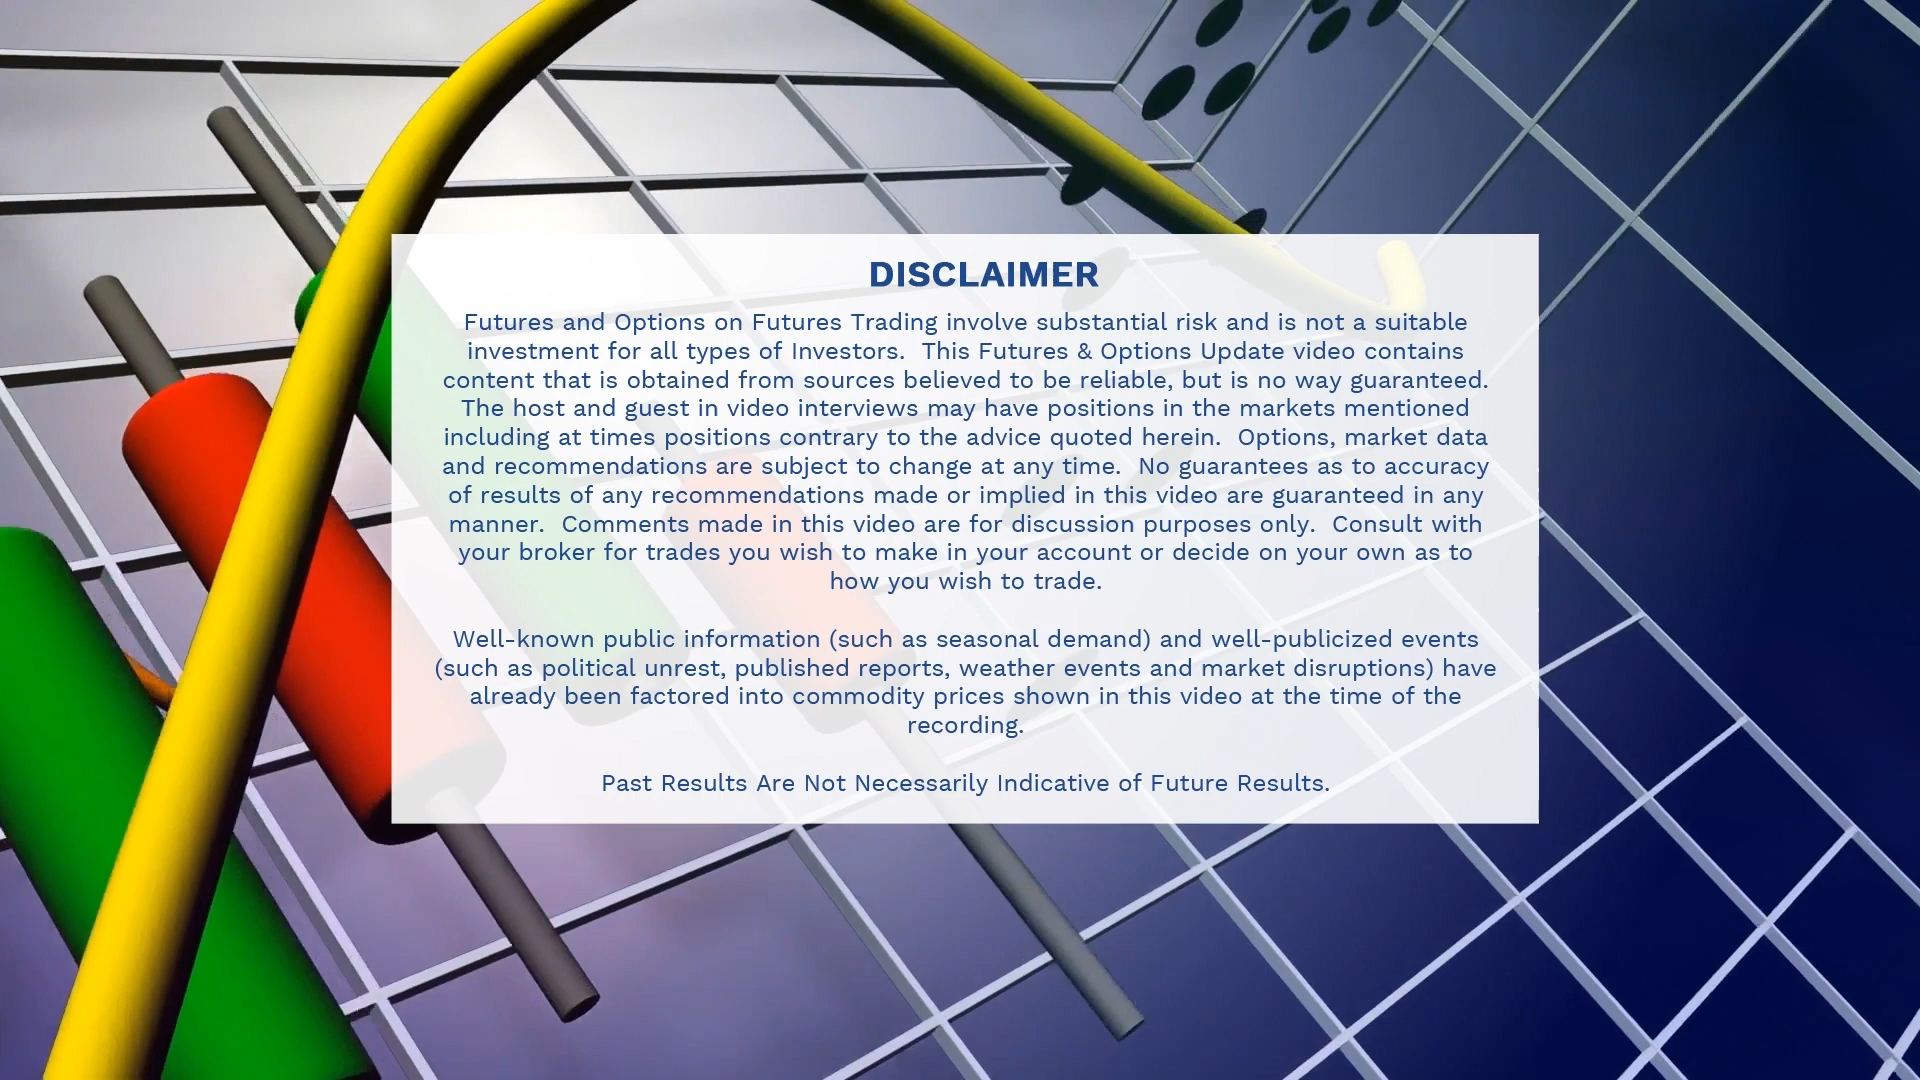 DISCLAIMER
Futures and Options on Futures Trading involve substantial risk and is not a suitable
investment for all types of Investors.  This Futures & Options Update video contains
content that is obtained from sources believed to be reliable, but is no way guaranteed.
The host and guest in video interviews may have positions in the markets mentioned
including at times positions contrary to the advice quoted herein.  Options, market data
and recommendations are subject to change at any time.  No guarantees as to accuracy
of results of any recommendations made or implied in this video are guaranteed in any
manner.  Comments made in this video are for discussion purposes only.  Consult with
your broker for trades you wish to make in your account or decide on your own as to
how you wish to trade.
Well-known public information (such as seasonal demand) and well-publicized events
(such as political unrest, published reports, weather events and market disruptions) have
already been factored into commodity prices shown in this video at the time of the
recording.
Past Results Are Not Necessarily Indicative of Future Results.